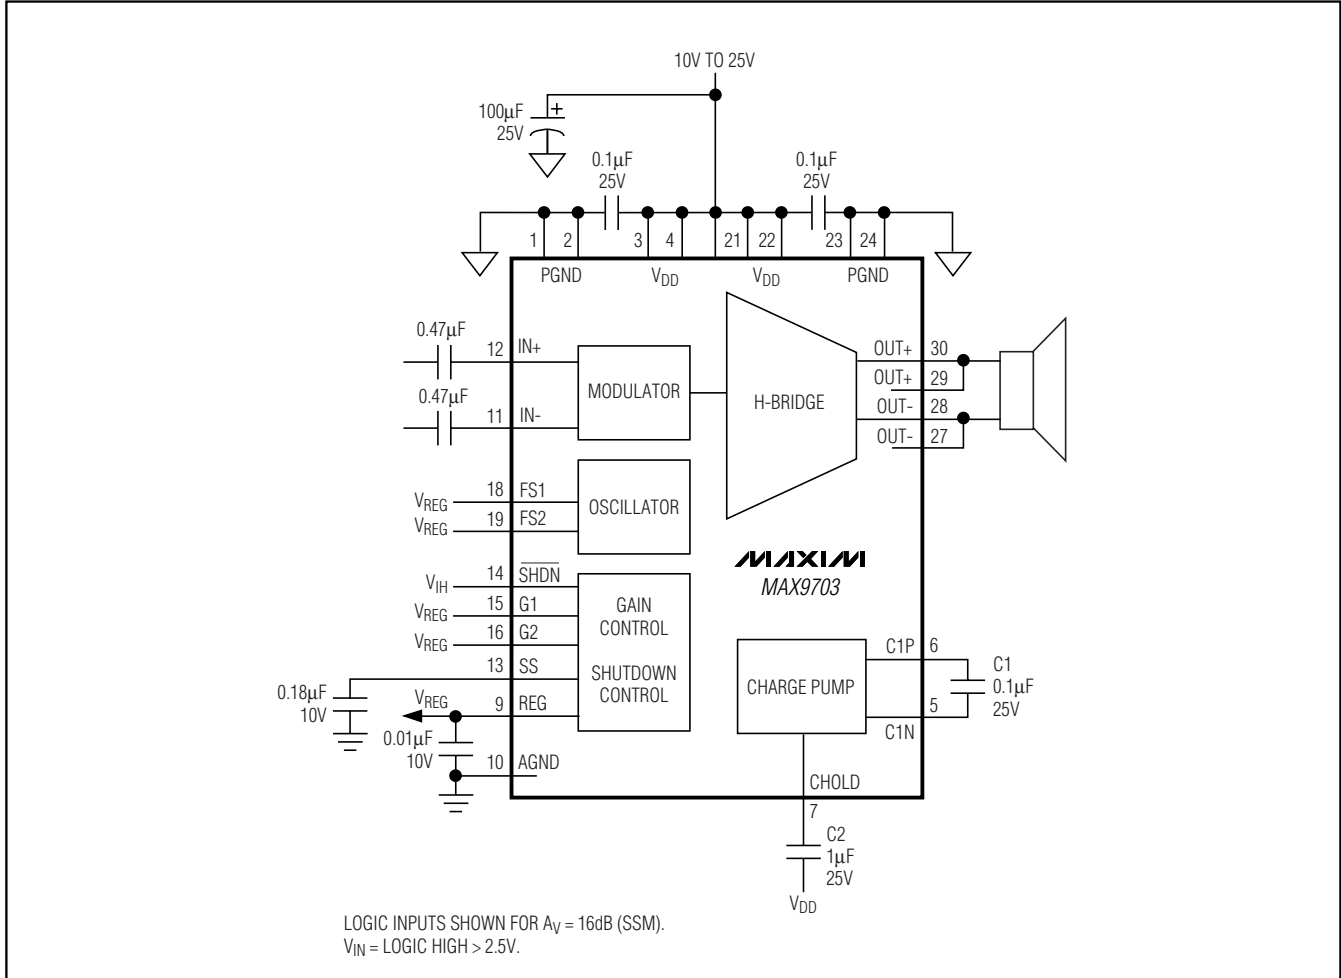 10V TO 25V
100µF
25V
+
0.1µF
25V
0.1µF
25V
1
2
3
4
21
22
23
24
PGND
VDD
VDD
PGND
0.47µF
12
IN+
0.47µF
11
IN-
MODULATOR
H-BRIDGE
OUT+
30
OUT+
29
OUT-
28
OUT-
27
VREG
18
FS1
VREG
19
FS2
OSCILLATOR
MAXIM
MAX9703
VIH
14
SHDN
VREG
15
G1
VREG
16
G2
13
SS
GAIN
CONTROL
SHUTDOWN
CONTROL
0.18µF
10V
VREG
9
REG
0.01µF
10V
10
AGND
CHARGE PUMP
C1P
6
C1
0.1µF
25V
5
C1N
CHOLD
7
C2
1µF
25V
VDD
LOGIC INPUTS SHOWN FOR AV = 16dB (SSM).
VIN = LOGIC HIGH > 2.5V.